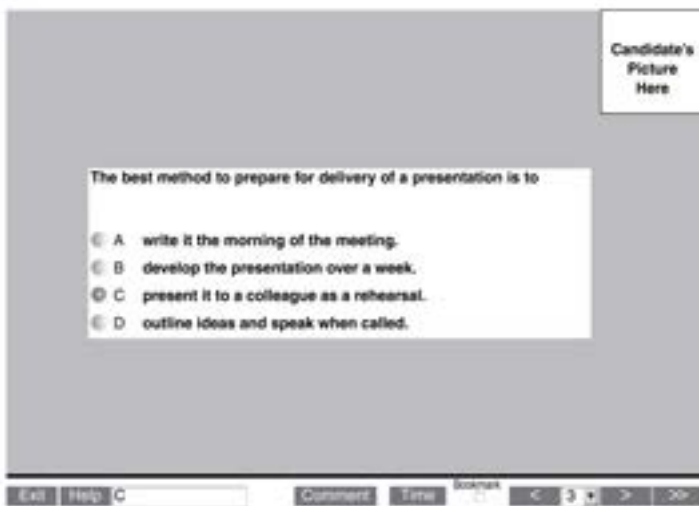 Candidate's
Picture
Here
The best method to prepare for delivery of a presentation is to
A write it the morning of the meeting.
B develop the presentation over a week.
C present it to a colleague as a rehearsal.
D outline ideas and speak when called.
Bookmark
Exit Help C Comment Time < 3 > >>